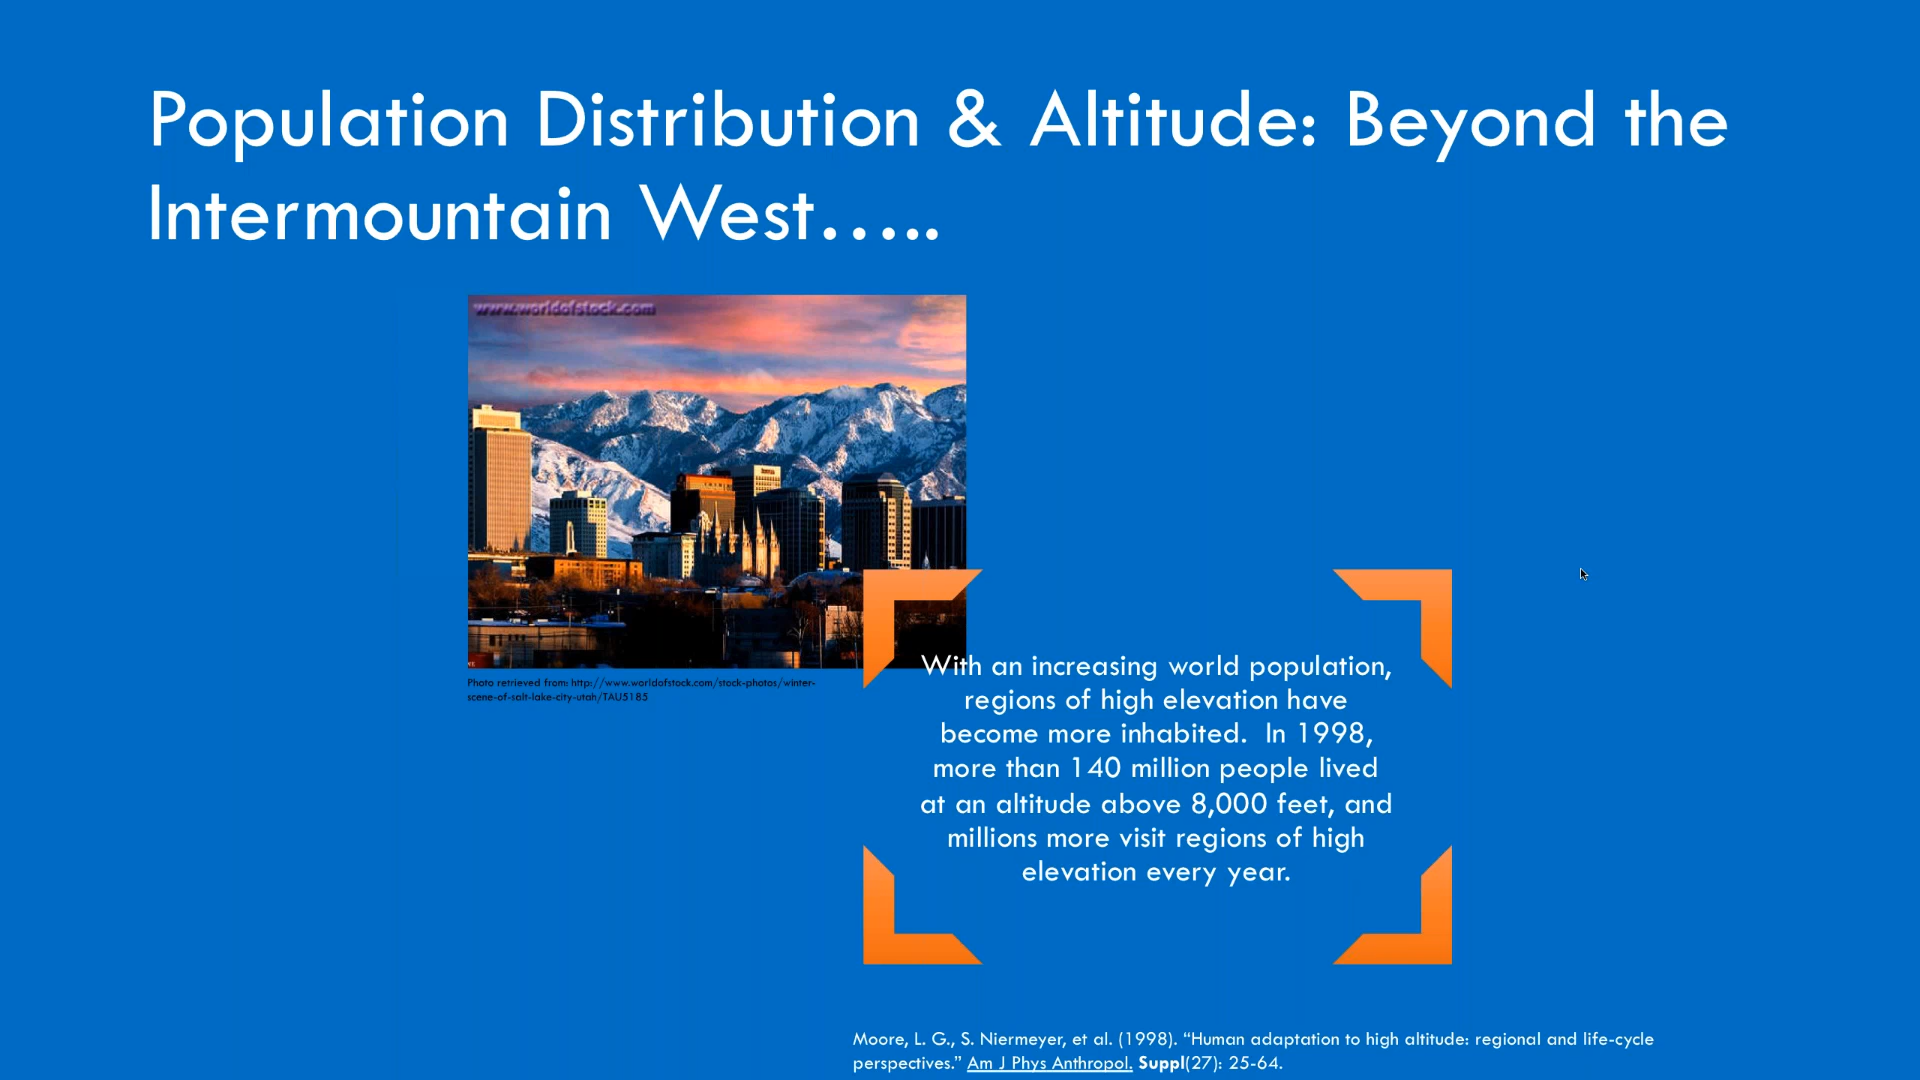 Population Distribution & Altitude: Beyond the
Intermountain West.....
www.worldofstock.com
Photo retrieved from: http://www.worldofstock.com/stock-photos/winter-
scene-of-salt-lake-city-utah/TAU5185
With an increasing world population,
regions of high elevation have
become more inhabited.  In 1998,
more than 140 million people lived
at an altitude above 8,000 feet, and
millions more visit regions of high
elevation every year.
Moore, L. G., S. Niermeyer, et al. (1998). “Human adaptation to high altitude: regional and life-cycle
perspectives.” Am J Phys Anthropol. Suppl(27): 25-64.